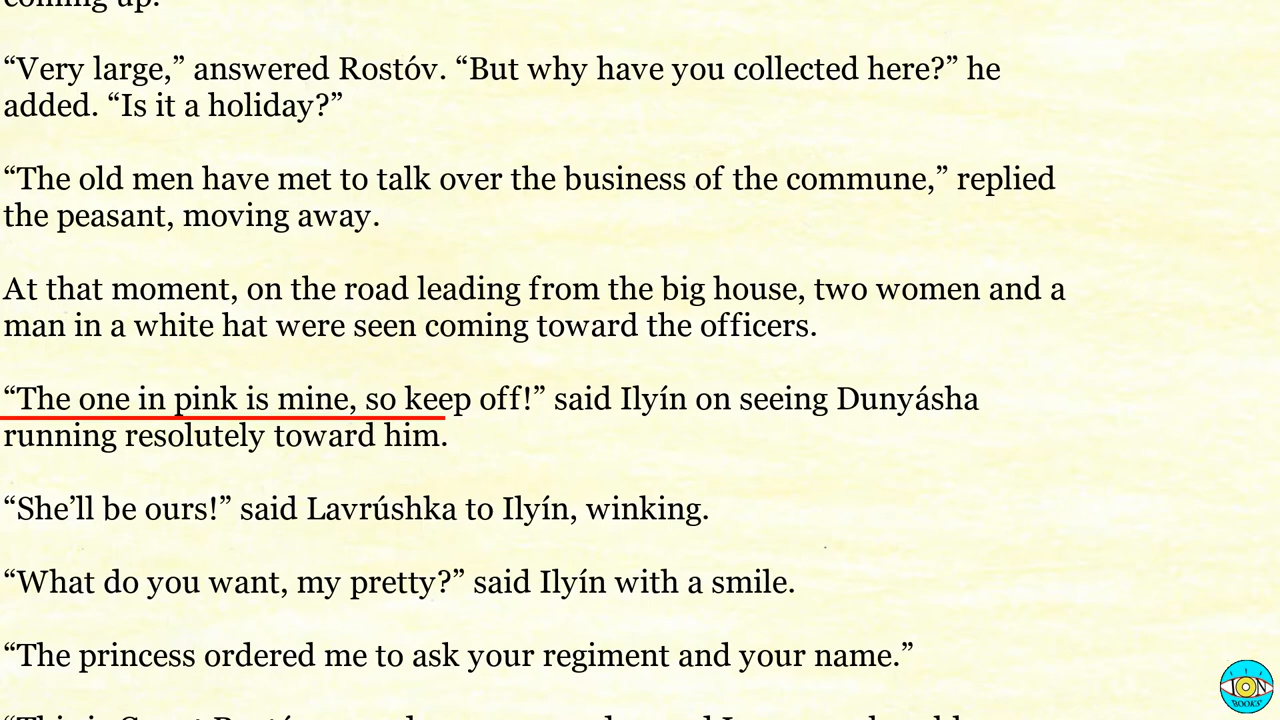 coming up.
“Very large,” answered Rostóv. “But why have you collected here?” he
added. “Is it a holiday?”
“The old men have met to talk over the business of the commune,” replied
the peasant, moving away.
At that moment, on the road leading from the big house, two women and a
man in a white hat were seen coming toward the officers.
“The one in pink is mine, so keep off!” said Ilyín on seeing Dunyásha
running resolutely toward him.
“She’ll be ours!” said Lavrúshka to Ilyín, winking.
“What do you want, my pretty?” said Ilyín with a smile.
“The princess ordered me to ask your regiment and your name.”
ION
BOOKS